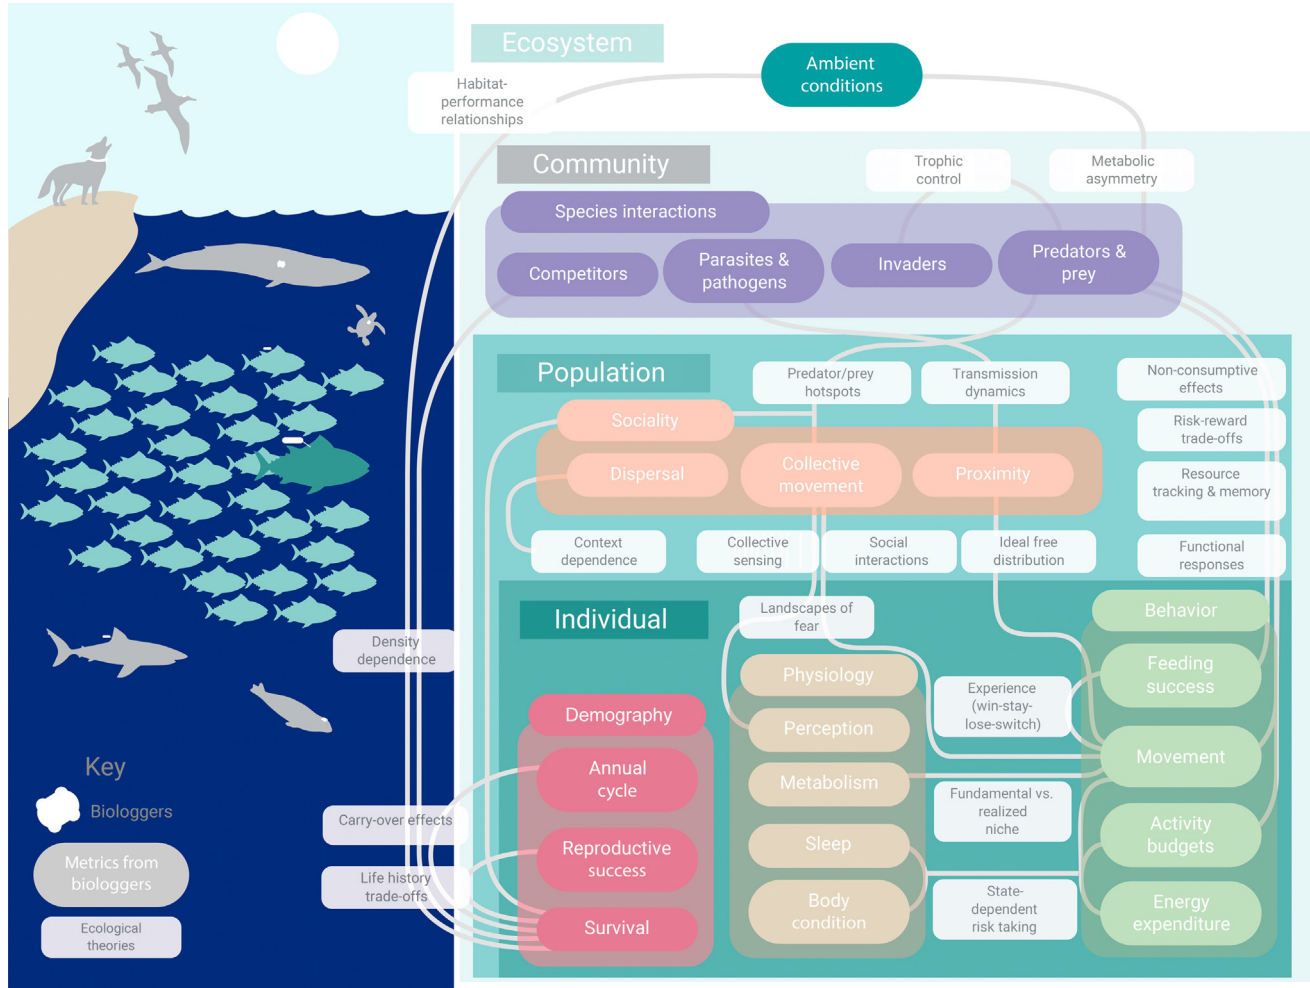 Ecosystem
Ambient
conditions
Habitat-
performance
relationships
Community
Trophic
control
Metabolic
asymmetry
Species interactions
Competitors
Parasites &
pathogens
Invaders
Predators &
prey
Population
Predator/prey
hotspots
Transmission
dynamics
Non-consumptive
effects
Sociality
Risk-reward
trade-offs
Dispersal
Collective
movement
Proximity
Resource
tracking & memory
Context
dependence
Collective
sensing
Social
interactions
Ideal free
distribution
Functional
responses
Individual
Landscapes of
fear
Behavior
Density
dependence
Physiology
Feeding
success
Experience
(win-stay-
lose-switch)
Demography
Perception
Movement
Annual
cycle
Metabolism
Fundamental vs.
realized
niche
Key
Biologgers
Metrics from
biologgers
Ecological
theories
Carry-over effects
Sleep
Activity
budgets
Reproductive
success
Life history
trade-offs
Body
condition
State-
dependent
risk taking
Energy
expenditure
Survival